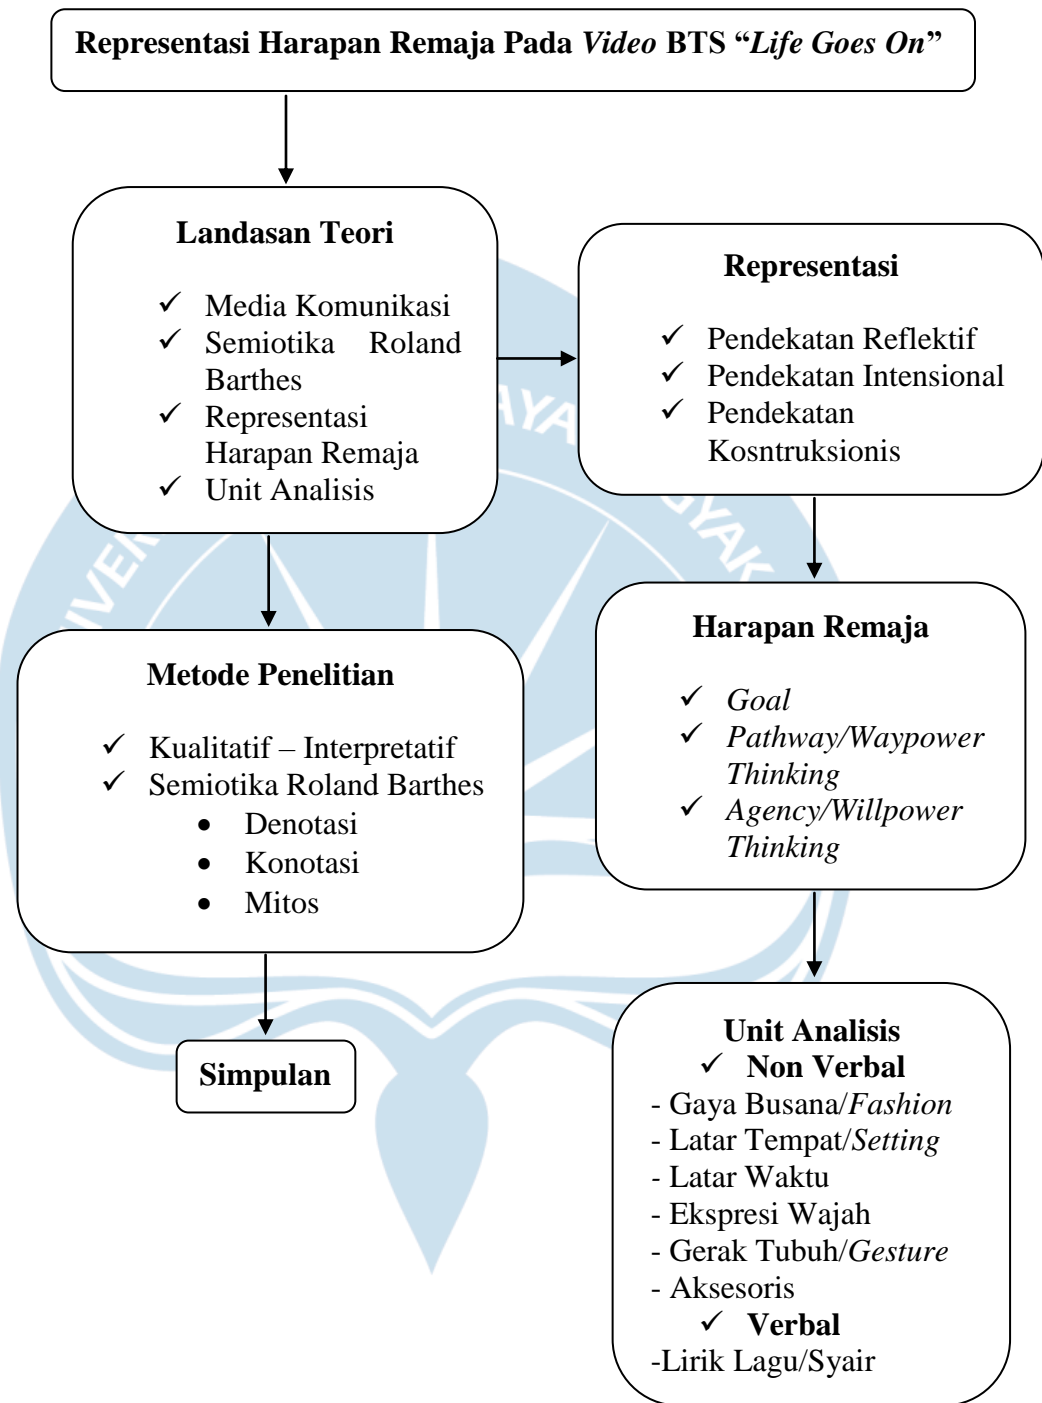 Representasi Harapan Remaja Pada Video BTS “Life Goes On”
Landasan Teori
✓ Media Komunikasi
✓ Semiotika Roland
Barthes
✓ Representasi
Harapan Remaja
✓ Unit Analisis
Representasi
✓ Pendekatan Reflektif
✓ Pendekatan Intensional
✓ Pendekatan
Kosntruksionis
Metode Penelitian
✓ Kualitatif – Interpretatif
✓ Semiotika Roland Barthes
• Denotasi
• Konotasi
• Mitos
Harapan Remaja
✓ Goal
✓ Pathway/Waypower
Thinking
✓ Agency/Willpower
Thinking
Simpulan
Unit Analisis
✓ Non Verbal
- Gaya Busana/Fashion
- Latar Tempat/Setting
- Latar Waktu
- Ekspresi Wajah
- Gerak Tubuh/Gesture
- Aksesoris
✓ Verbal
-Lirik Lagu/Syair